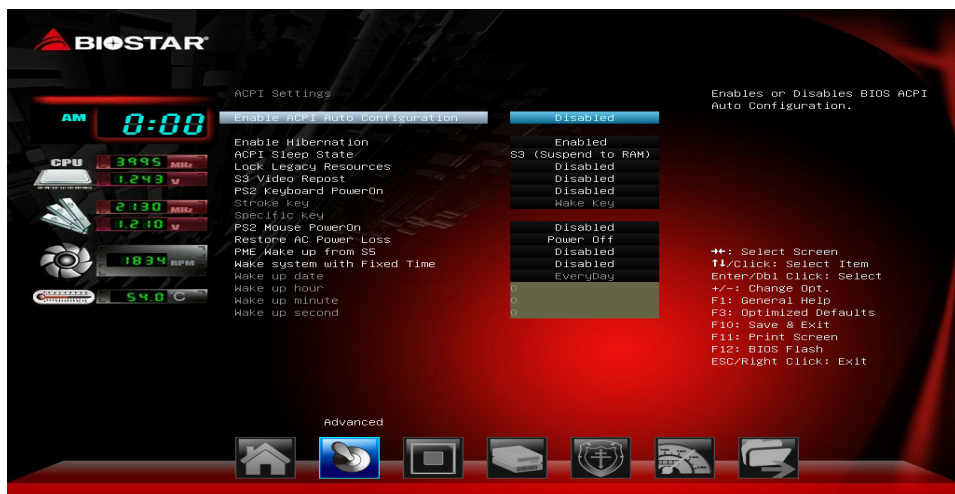 BIOSTAR
ACPI Settings
Enable ACPI Auto Configuration Disabled
Enable Hibernation Enabled
ACPI Sleep State S3 (Suspend to RAM)
Lock Legacy Resources Disabled
S3 Video Repost Disabled
PS2 Keyboard PowerOn Disabled
Stroke key Wake Key
Specific key
PS2 Mouse PowerOn Disabled
Restore AC Power Loss Power Off
PME Wake up from S5 Disabled
Wake system with Fixed Time Disabled
Wake up date EveryDay
Wake up hour 0
Wake up minute 0
Wake up second 0
AM 0:00
CPU 3995 MHz
1.243 V
2130 MHz
1.210 V
1834 RPM
54.0 C
Enables or Disables BIOS ACPI
Auto Configuration.
→←: Select Screen
↑↓/Click: Select Item
Enter/Dbl Click: Select
+/-: Change Opt.
F1: General Help
F3: Optimized Defaults
F10: Save & Exit
F11: Print Screen
F12: BIOS Flash
ESC/Right Click: Exit
Advanced